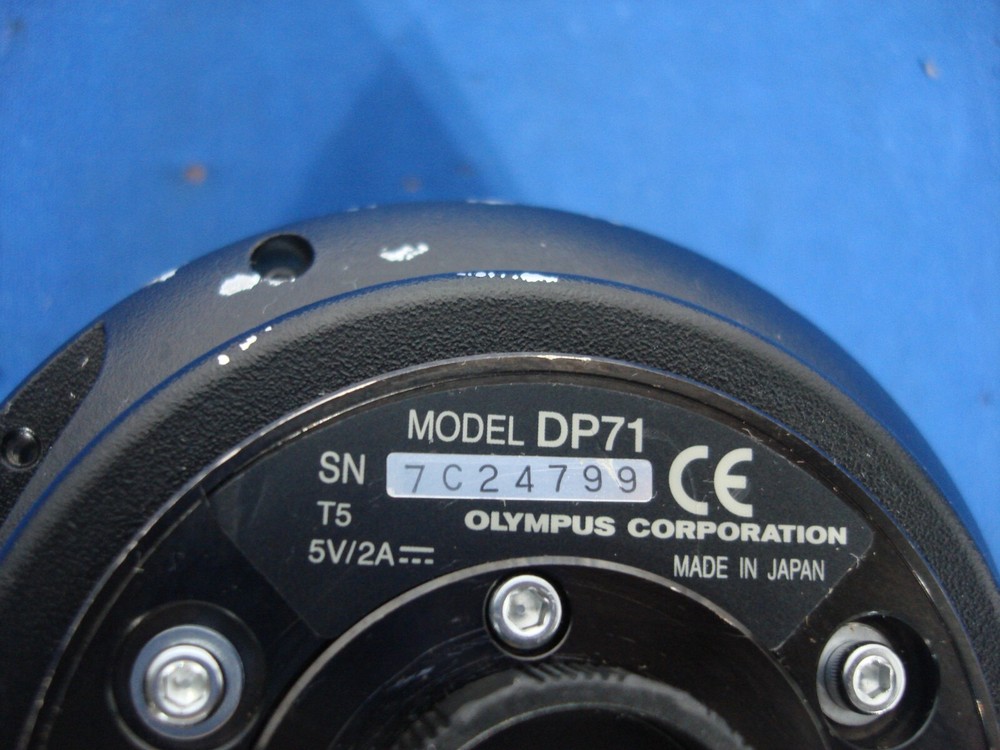 MODEL DP71
SN 7C24799 CE
T5
OLYMPUS CORPORATION
5V/2A⎓
MADE IN JAPAN